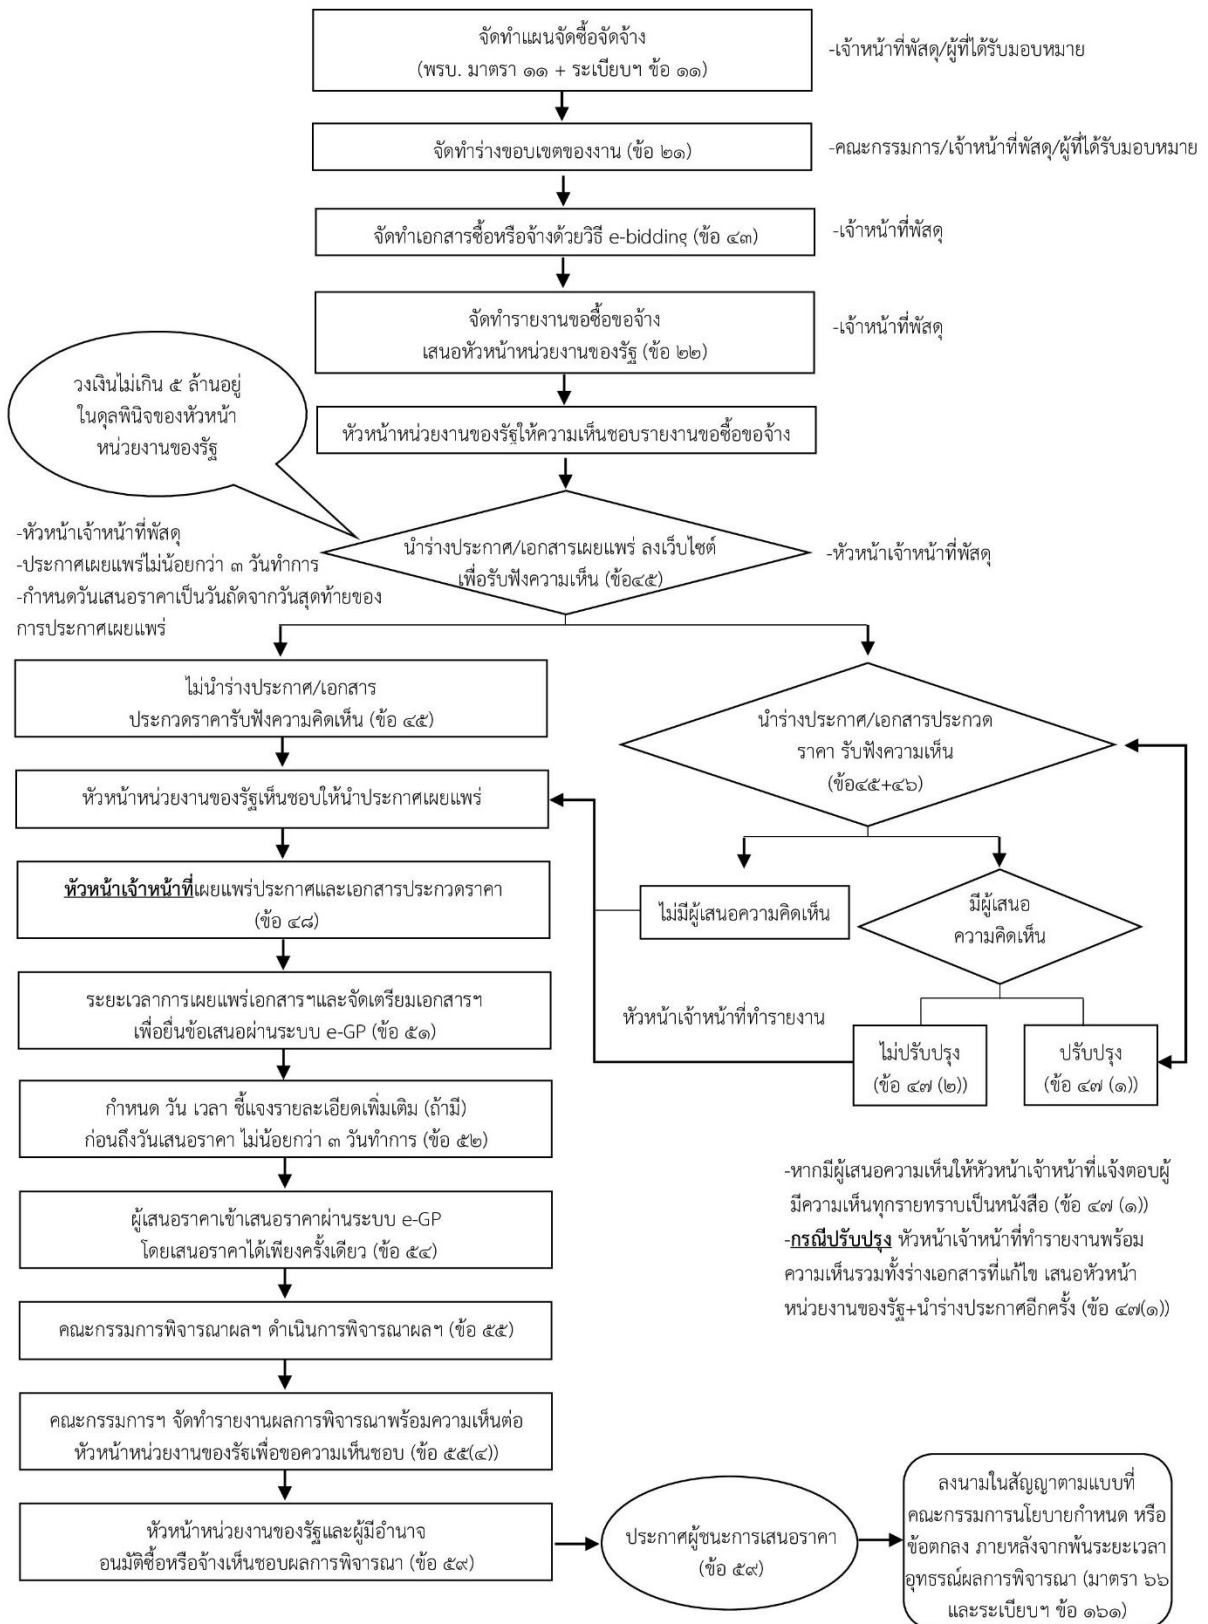 จัดทำแผนจัดซื้อจัดจ้าง
(พรบ. มาตรา ๑๑ + ระเบียบฯ ข้อ ๑๑)
-เจ้าหน้าที่พัสดุ/ผู้ที่ได้รับมอบหมาย
จัดทำร่างขอบเขตของงาน (ข้อ ๒๑)
-คณะกรรมการ/เจ้าหน้าที่พัสดุ/ผู้ที่ได้รับมอบหมาย
จัดทำเอกสารซื้อหรือจ้างด้วยวิธี e-bidding (ข้อ ๔๓)
-เจ้าหน้าที่พัสดุ
จัดทำรายงานขอซื้อขอจ้าง
เสนอหัวหน้าหน่วยงานของรัฐ (ข้อ ๒๒)
-เจ้าหน้าที่พัสดุ
วงเงินไม่เกิน ๕ ล้านอยู่
ในดุลพินิจของหัวหน้า
หน่วยงานของรัฐ
หัวหน้าหน่วยงานของรัฐให้ความเห็นชอบรายงานขอซื้อขอจ้าง
-หัวหน้าเจ้าหน้าที่พัสดุ
-ประกาศเผยแพร่ไม่น้อยกว่า ๓ วันทำการ
-กำหนดวันเสนอราคาเป็นวันถัดจากวันสุดท้ายของ
การประกาศเผยแพร่
นำร่างประกาศ/เอกสารเผยแพร่ ลงเว็บไซต์
เพื่อรับฟังความเห็น (ข้อ๔๕)
-หัวหน้าเจ้าหน้าที่พัสดุ
ไม่นำร่างประกาศ/เอกสาร
ประกวดราคารับฟังความคิดเห็น (ข้อ ๔๕)
นำร่างประกาศ/เอกสารประกวด
ราคา รับฟังความเห็น
(ข้อ๔๕+๔๖)
หัวหน้าหน่วยงานของรัฐเห็นชอบให้นำประกาศเผยแพร่
หัวหน้าเจ้าหน้าที่เผยแพร่ประกาศและเอกสารประกวดราคา
(ข้อ ๔๘)
ไม่มีผู้เสนอความคิดเห็น
มีผู้เสนอ
ความคิดเห็น
ระยะเวลาการเผยแพร่เอกสารฯและจัดเตรียมเอกสารฯ
เพื่อยื่นข้อเสนอผ่านระบบ e-GP (ข้อ ๕๑)
หัวหน้าเจ้าหน้าที่ทำรายงาน
ไม่ปรับปรุง
(ข้อ ๔๗ (๒))
ปรับปรุง
(ข้อ ๔๗ (๑))
กำหนด วัน เวลา ชี้แจงรายละเอียดเพิ่มเติม (ถ้ามี)
ก่อนถึงวันเสนอราคา ไม่น้อยกว่า ๓ วันทำการ (ข้อ ๕๒)
ผู้เสนอราคาเข้าเสนอราคาผ่านระบบ e-GP
โดยเสนอราคาได้เพียงครั้งเดียว (ข้อ ๕๔)
-หากมีผู้เสนอความเห็นให้หัวหน้าเจ้าหน้าที่แจ้งตอบผู้
มีความเห็นทุกรายทราบเป็นหนังสือ (ข้อ ๔๗ (๑))
-กรณีปรับปรุง หัวหน้าเจ้าหน้าที่ทำรายงานพร้อม
ความเห็นรวมทั้งร่างเอกสารที่แก้ไข เสนอหัวหน้า
หน่วยงานของรัฐ+นำร่างประกาศอีกครั้ง (ข้อ ๔๗(๑))
คณะกรรมการพิจารณาผลฯ ดำเนินการพิจารณาผลฯ (ข้อ ๕๕)
คณะกรรมการฯ จัดทำรายงานผลการพิจารณาพร้อมความเห็นต่อ
หัวหน้าหน่วยงานของรัฐเพื่อขอความเห็นชอบ (ข้อ ๕๕(๔))
หัวหน้าหน่วยงานของรัฐและผู้มีอำนาจ
อนมัติซื้อหรือจ้างเห็นชอบผลการพิจารณา (ข้อ ๕๙)
ประกาศผู้ชนะการเสนอราคา
(ข้อ ๕๙)
ลงนามในสัญญาตามแบบที่
คณะกรรมการนโยบายกำหนด หรือ
ข้อตกลง ภายหลังจากพ้นระยะเวลา
อุทธรณ์ผลการพิจารณา (มาตรา ๖๖
และระเบียบฯ ข้อ ๑๖๑)